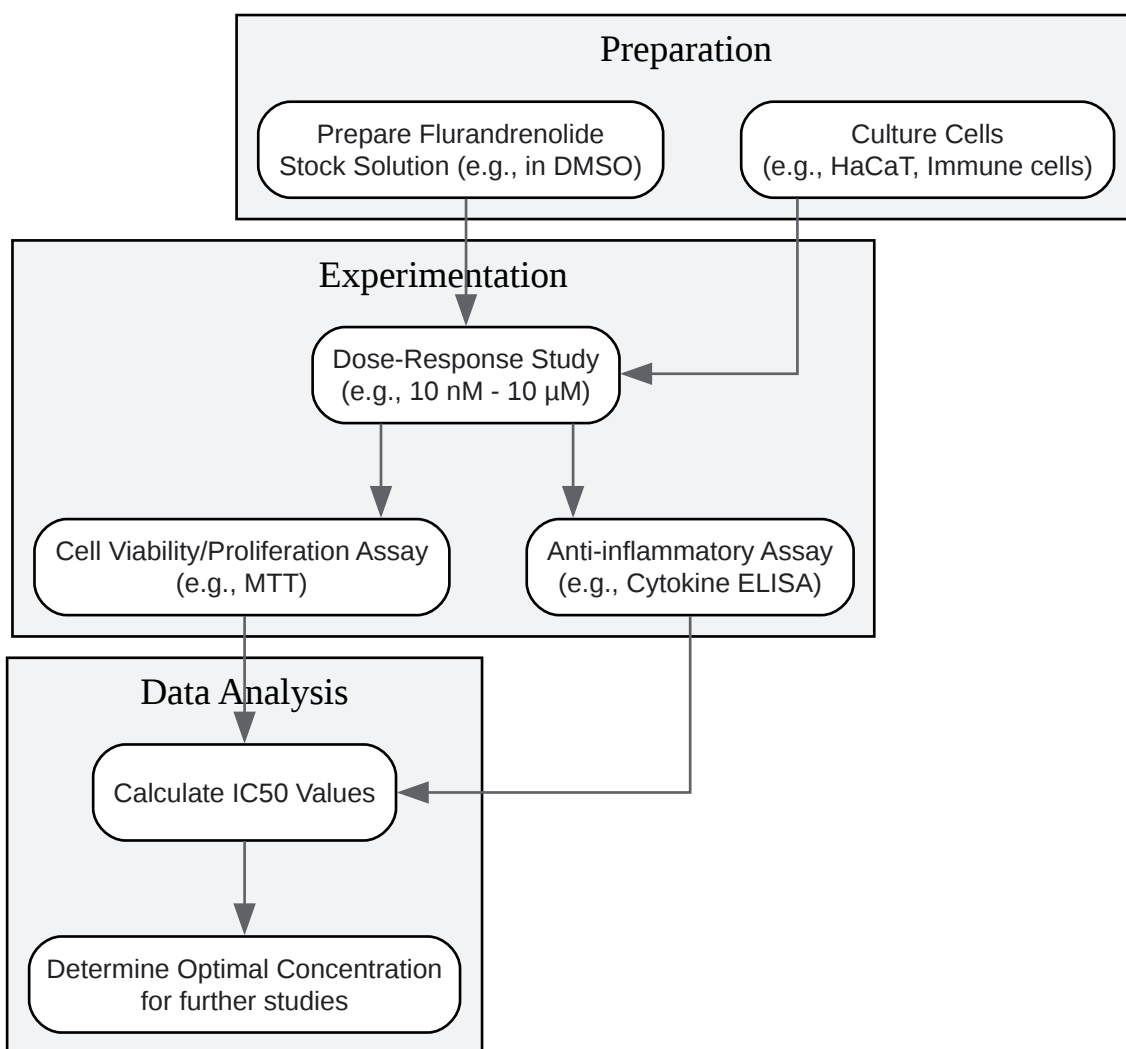 Preparation
Prepare Flurandrenolide
Stock Solution (e.g., in DMSO)
Culture Cells
(e.g., HaCaT, Immune cells)
Experimentation
Dose-Response Study
(e.g., 10 nM - 10 µM)
Cell Viability/Proliferation Assay
(e.g., MTT)
Anti-inflammatory Assay
(e.g., Cytokine ELISA)
Data Analysis
Calculate IC50 Values
Determine Optimal Concentration
for further studies